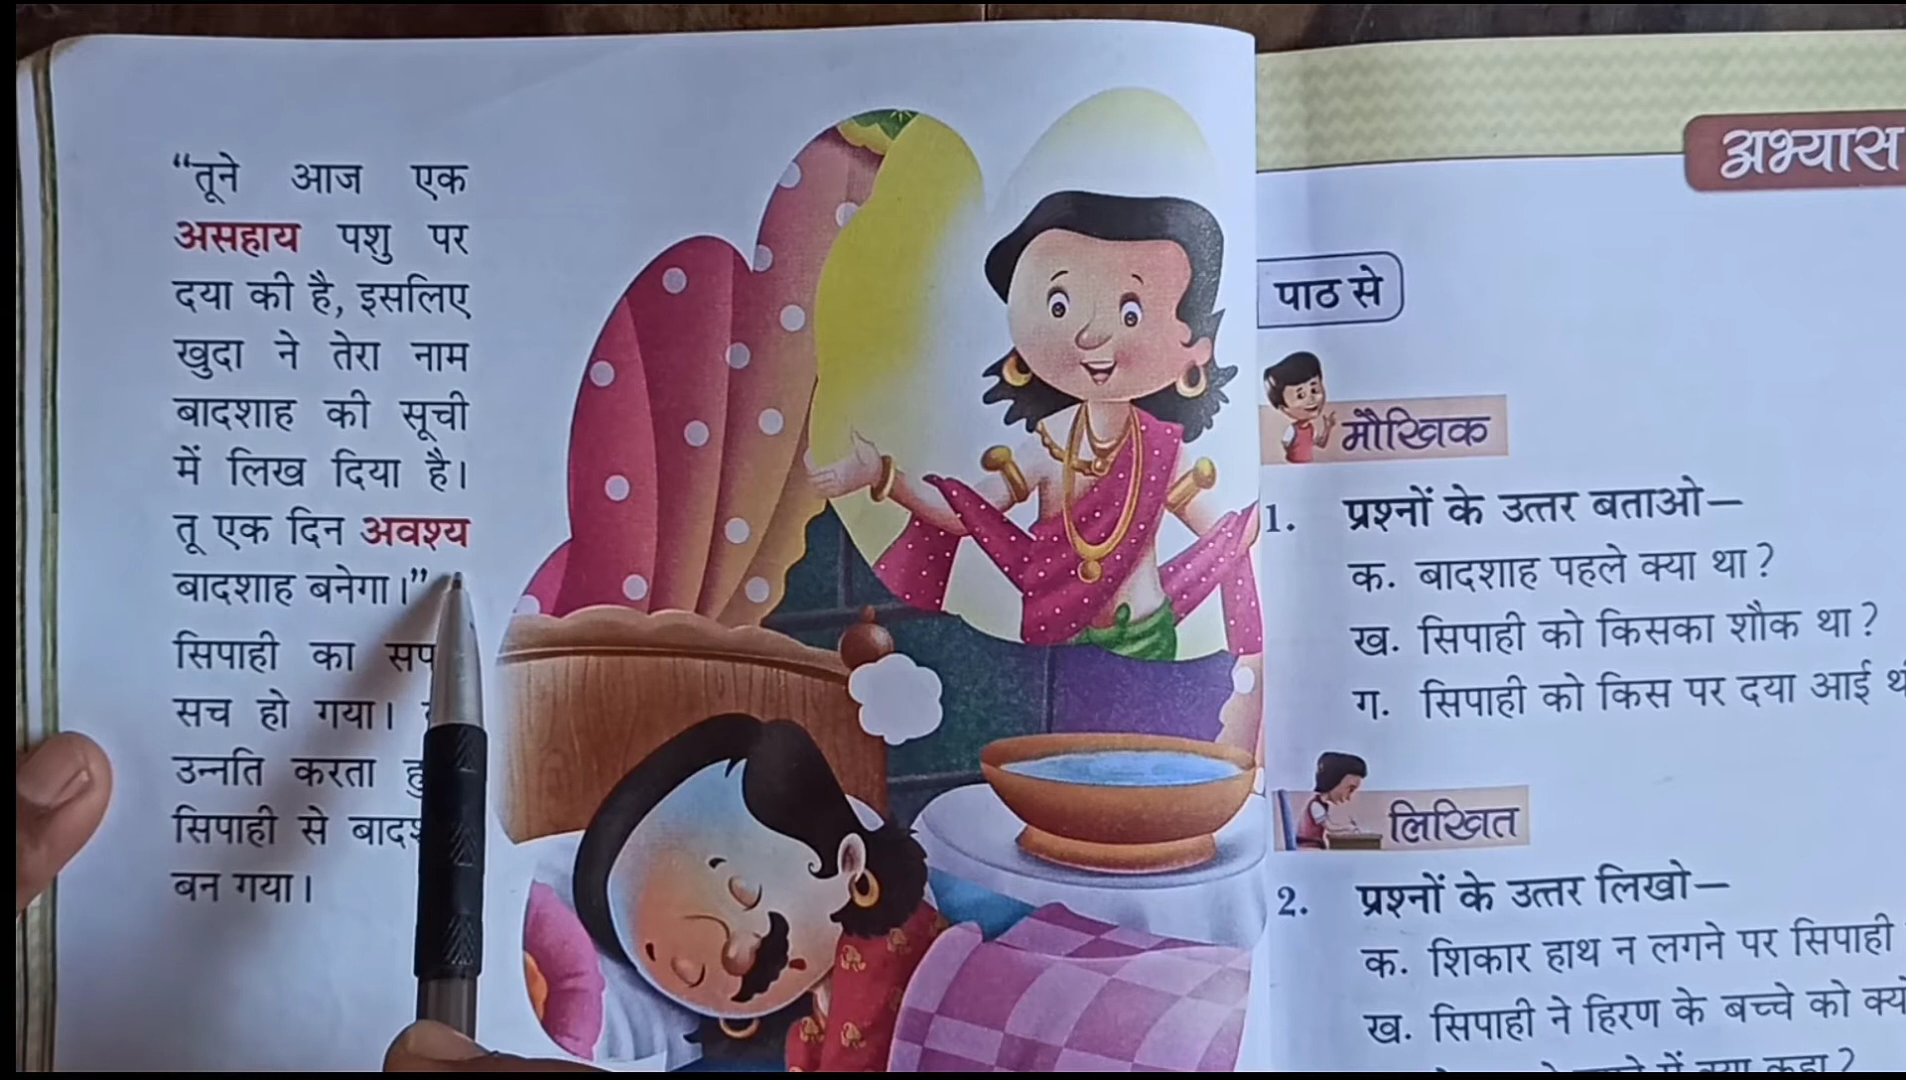 “तूने आज एक
असहाय पशु पर
दया की है, इसलिए
खुदा ने तेरा नाम
बादशाह की सूची
में लिख दिया है।
तू एक दिन अवश्य
बादशाह बनेगा।”
सिपाही का
सच हो गया।
उन्नति करता
सिपाही से
बन गया।
अभ्यास
पाठ से
मौखिक
1. प्रश्नों के उत्तर बताओ—
क. बादशाह पहले क्या था?
ख. सिपाही को किसका शौक था?
ग. सिपाही को किस पर दया आई
लिखित
2. प्रश्नों के उत्तर लिखो—
क. शिकार हाथ न लगने पर सिपाही
ख. सिपाही ने हिरण के बच्चे को
में क्या कहा?